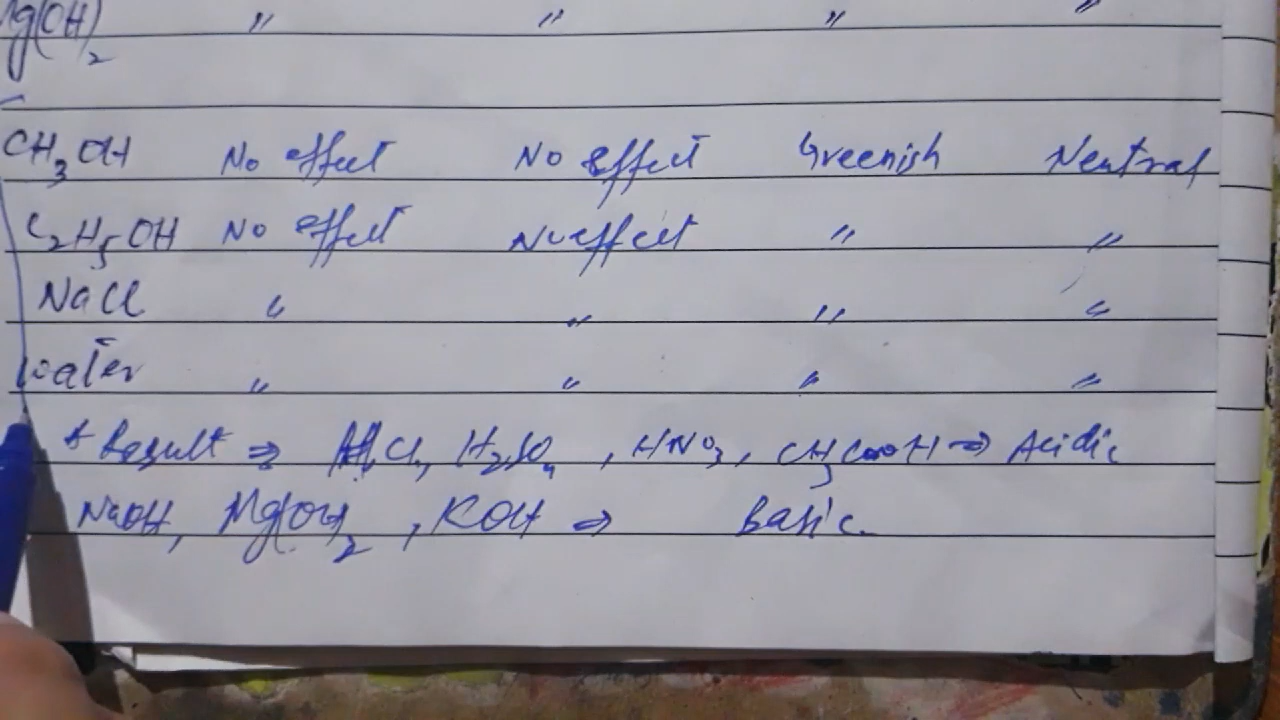 Mg(OH)2 " " " "
CH3OH No effect No effect Greenish Neutral
C2H5OH No effect No effect " "
NaCl " " " "
water " " " "
* Result ⇒ HCl, H2SO4, HNO3, CH3COOH ⇒ Acidic
NaOH, Mg(OH)2, KOH ⇒ Basic